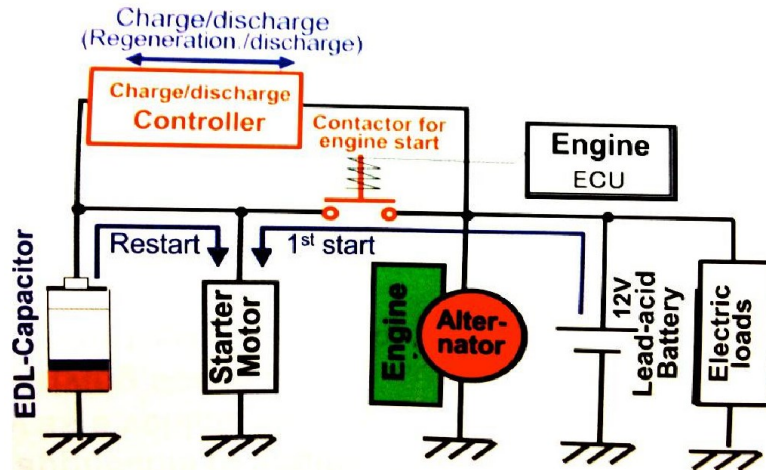 Charge/discharge
(Regeneration./discharge)
Charge/discharge
Controller
Contactor for
engine start
Engine
ECU
Restart
1st start
EDL-Capacitor
Starter
Motor
Engine
Alter-
nator
12V
Lead-acid
Battery
Electric
loads